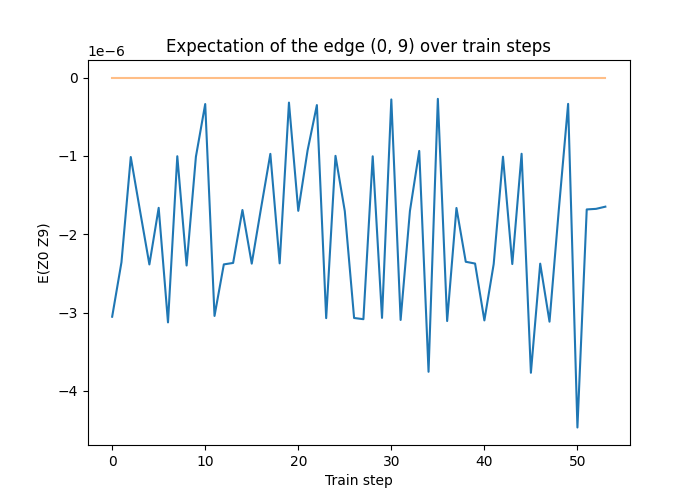 Expectation of the edge (0, 9) over train steps
1e−6
0
−1
−2
−3
−4
E(Z0 Z9)
0 10 20 30 40 50
Train step